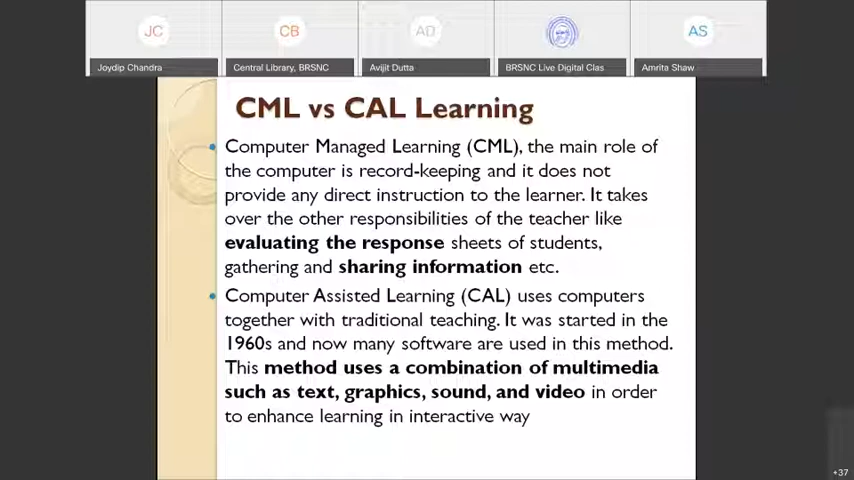 JC
CB
AD
AS
Joydip Chandra
Central Library, BRSNC
Avijit Dutta
BRSNC Live Digital Clas
Amrita Shaw
CML vs CAL Learning
• Computer Managed Learning (CML), the main role of
the computer is record-keeping and it does not
provide any direct instruction to the learner. It takes
over the other responsibilities of the teacher like
evaluating the response sheets of students,
gathering and sharing information etc.
• Computer Assisted Learning (CAL) uses computers
together with traditional teaching. It was started in the
1960s and now many software are used in this method.
This method uses a combination of multimedia
such as text, graphics, sound, and video in order
to enhance learning in interactive way
+37